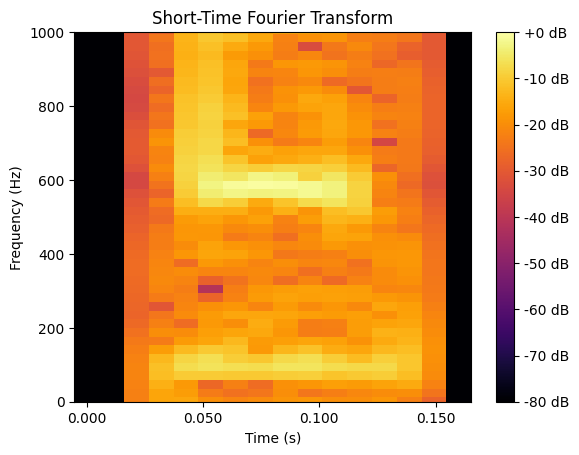 Short-Time Fourier Transform
1000
800
600
400
200
0
Frequency (Hz)
0.000
0.050
0.100
0.150
Time (s)
+0 dB
-10 dB
-20 dB
-30 dB
-40 dB
-50 dB
-60 dB
-70 dB
-80 dB